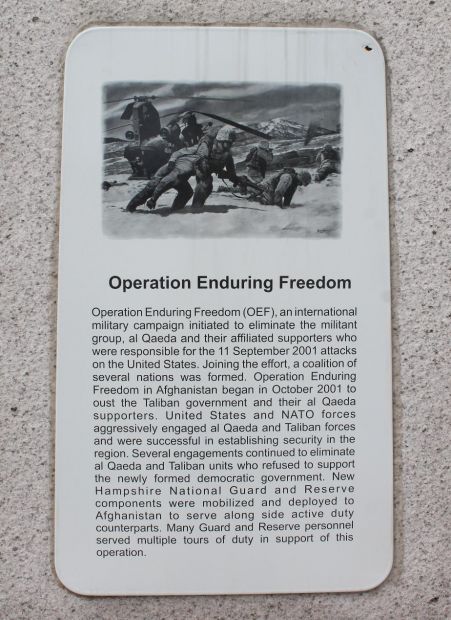 Operation Enduring Freedom
Operation Enduring Freedom (OEF), an international
military campaign initiated to eliminate the militant
group, al Qaeda and their affiliated supporters who
were responsible for the 11 September 2001 attacks
on the United States. Joining the effort, a coalition of
several nations was formed. Operation Enduring
Freedom in Afghanistan began in October 2001 to
oust the Taliban government and their al Qaeda
supporters. United States and NATO forces
aggressively engaged al Qaeda and Taliban forces
and were successful in establishing security in the
region. Several engagements continued to eliminate
al Qaeda and Taliban units who refused to support
the newly formed democratic government. New
Hampshire National Guard and Reserve
components were mobilized and deployed to
Afghanistan to serve along side active duty
counterparts. Many Guard and Reserve personnel
served multiple tours of duty in support of this
operation.